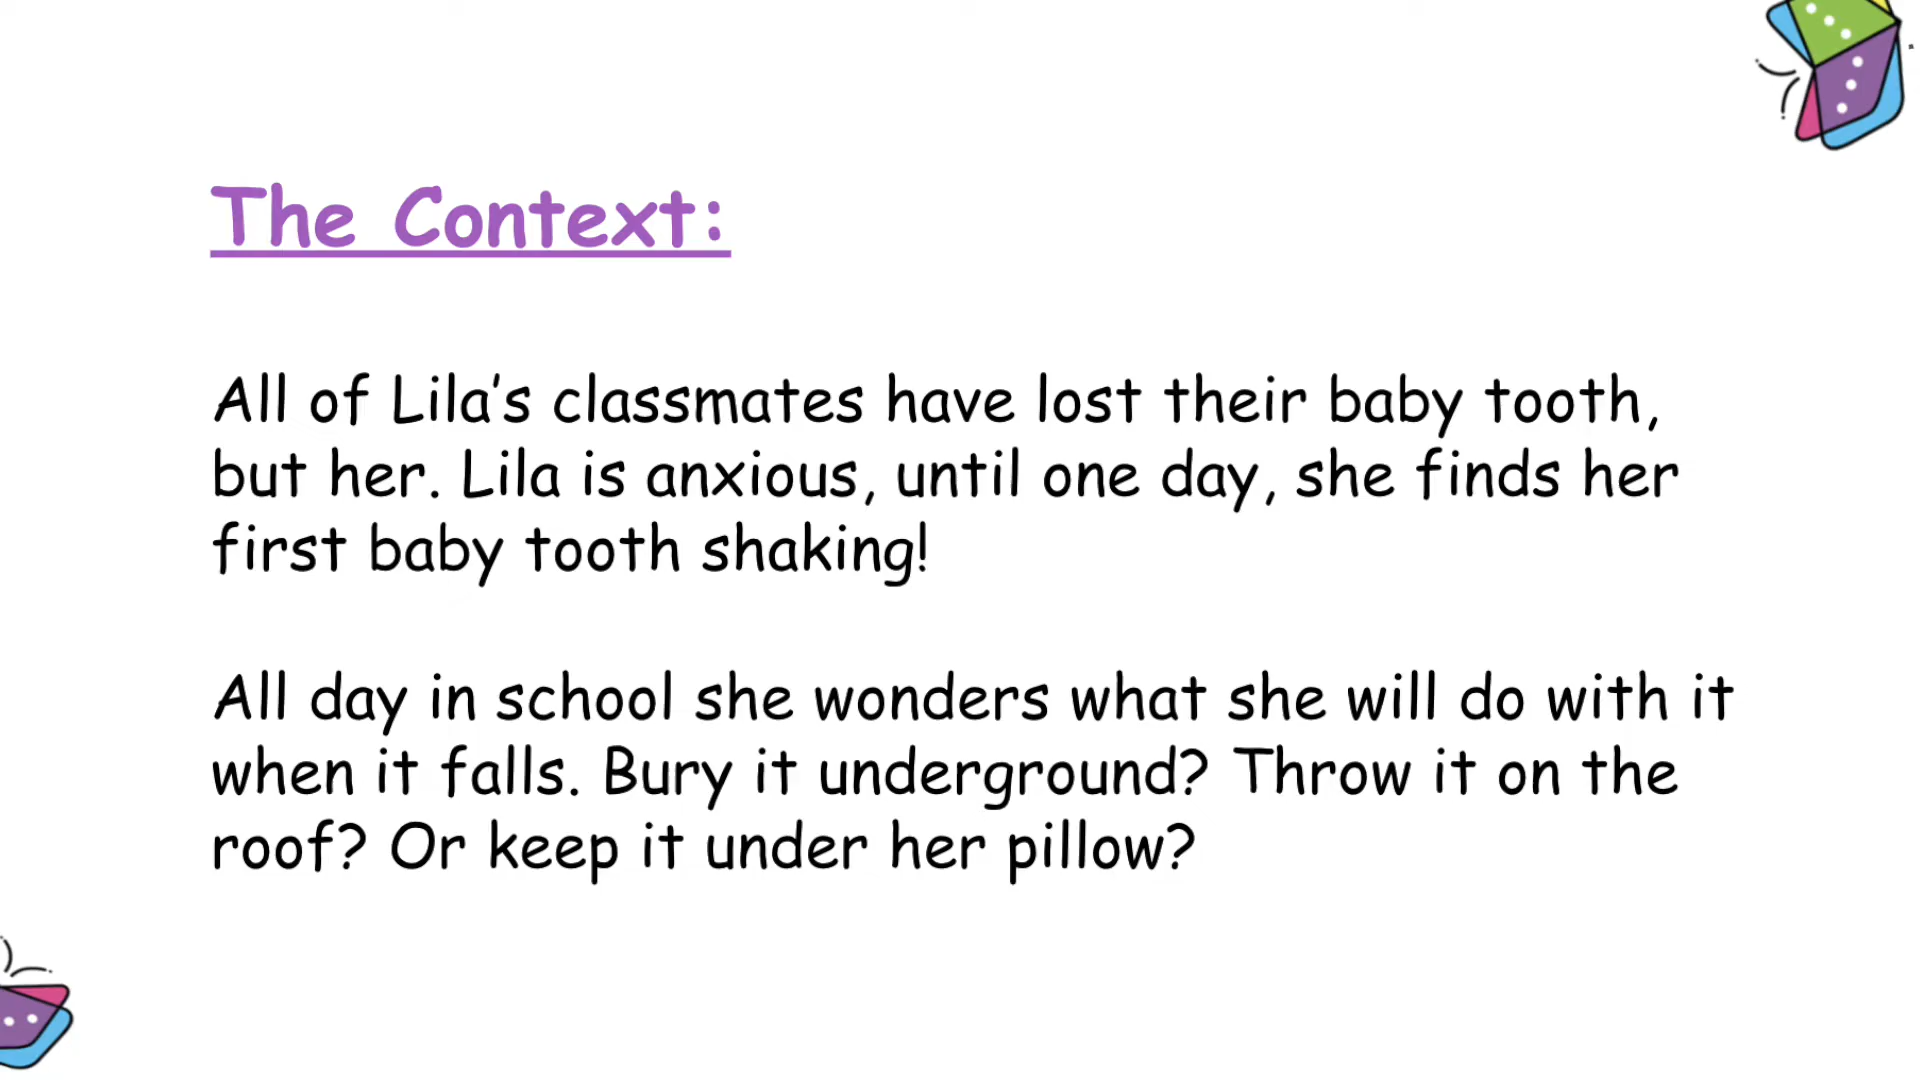 The Context:
All of Lila’s classmates have lost their baby tooth,
but her. Lila is anxious, until one day, she finds her
first baby tooth shaking!
All day in school she wonders what she will do with it
when it falls. Bury it underground? Throw it on the
roof? Or keep it under her pillow?